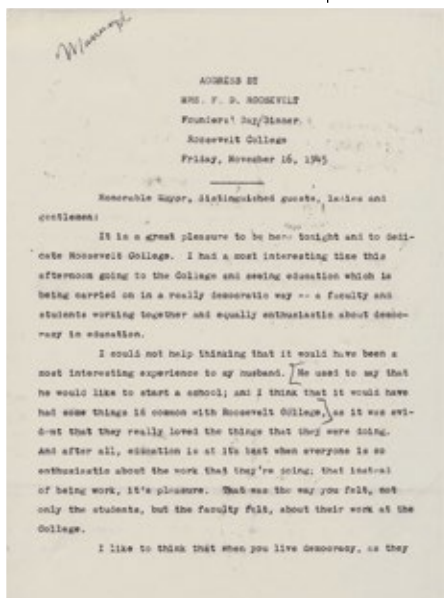 ADDRESS BY
MRS. F. D. ROOSEVELT
Founders' Day Dinner
Roosevelt College
Friday, November 16, 1945
Honorable Mayor, distinguished guests, ladies and
gentlemen:
It is a great pleasure to be here tonight and to dedi-
cate Roosevelt College. I had a most interesting time this
afternoon going to the College and seeing education which is
being carried on in a really democratic way -- a faculty and
students working together and equally enthusiastic about democ-
racy in education.
I could not help thinking that it would have been a
most interesting experience to my husband. [He used to say that
he would like to start a school; and I think that it would have
had some things in common with Roosevelt College,] as it was evi-
dent that they really loved the things that they were doing.
And after all, education is at its best when everyone is so
enthusiastic about the work that they're doing; that instead
of being work, it's pleasure. That was the way you felt, not
only the students, but the faculty felt, about their work at the
College.
I like to think that when you live democracy, as they